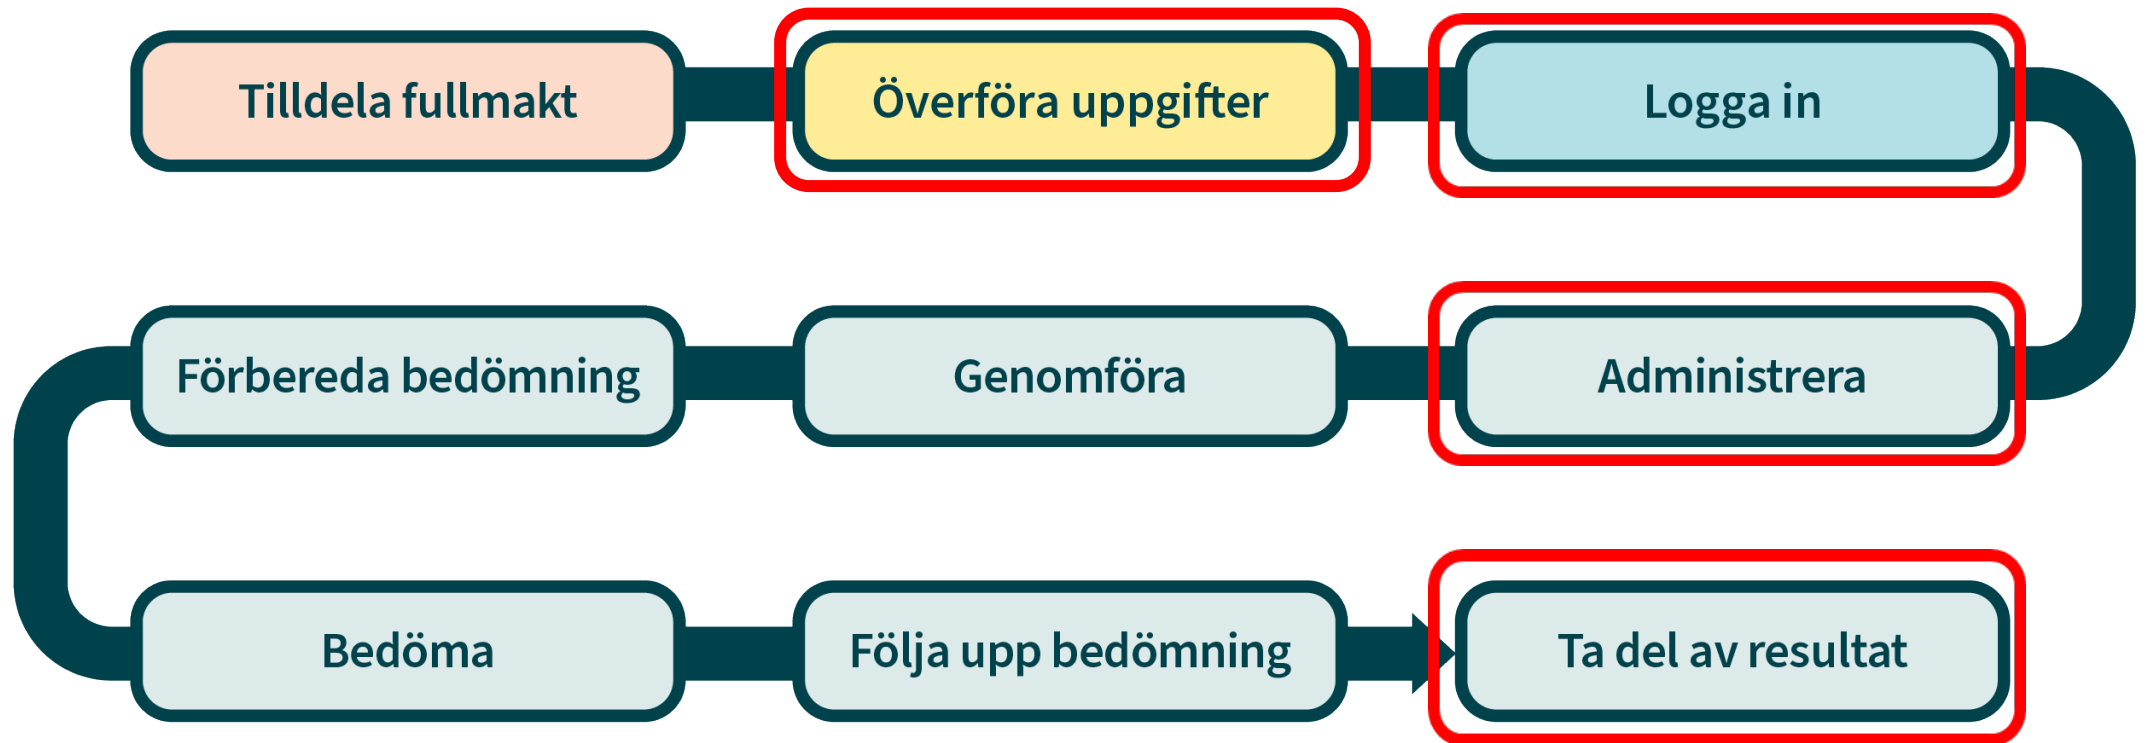 Tilldela fullmakt
Överföra uppgifter
Logga in
Förbereda bedömning
Genomföra
Administrera
Bedöma
Följa upp bedömning
Ta del av resultat